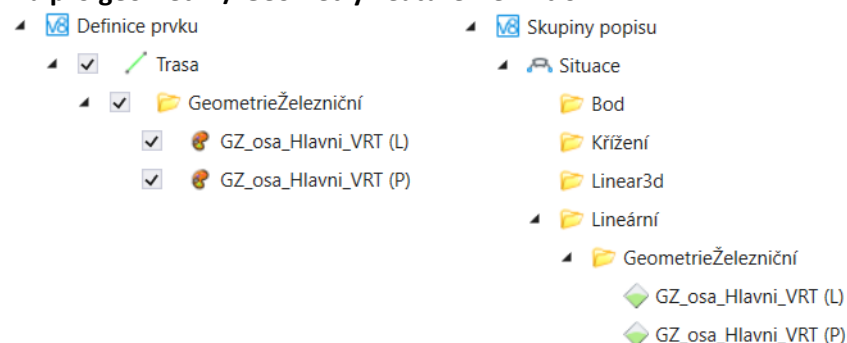 Definice prvku
Trasa
GeometrieŽelezniční
GZ_osa_Hlavni_VRT (L)
GZ_osa_Hlavni_VRT (P)
Skupiny popisu
Situace
Bod
Křížení
Linear3d
Lineární
GeometrieŽelezniční
GZ_osa_Hlavni_VRT (L)
GZ_osa_Hlavni_VRT (P)